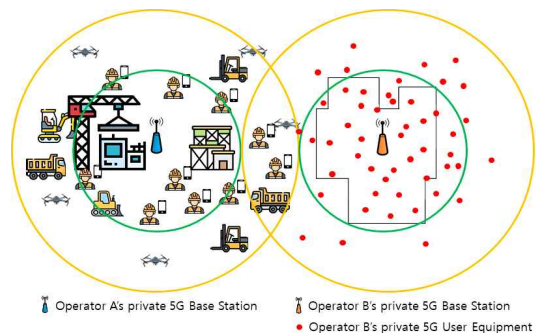 Operator A's private 5G Base Station
Operator B's private 5G Base Station
Operator B's private 5G User Equipment